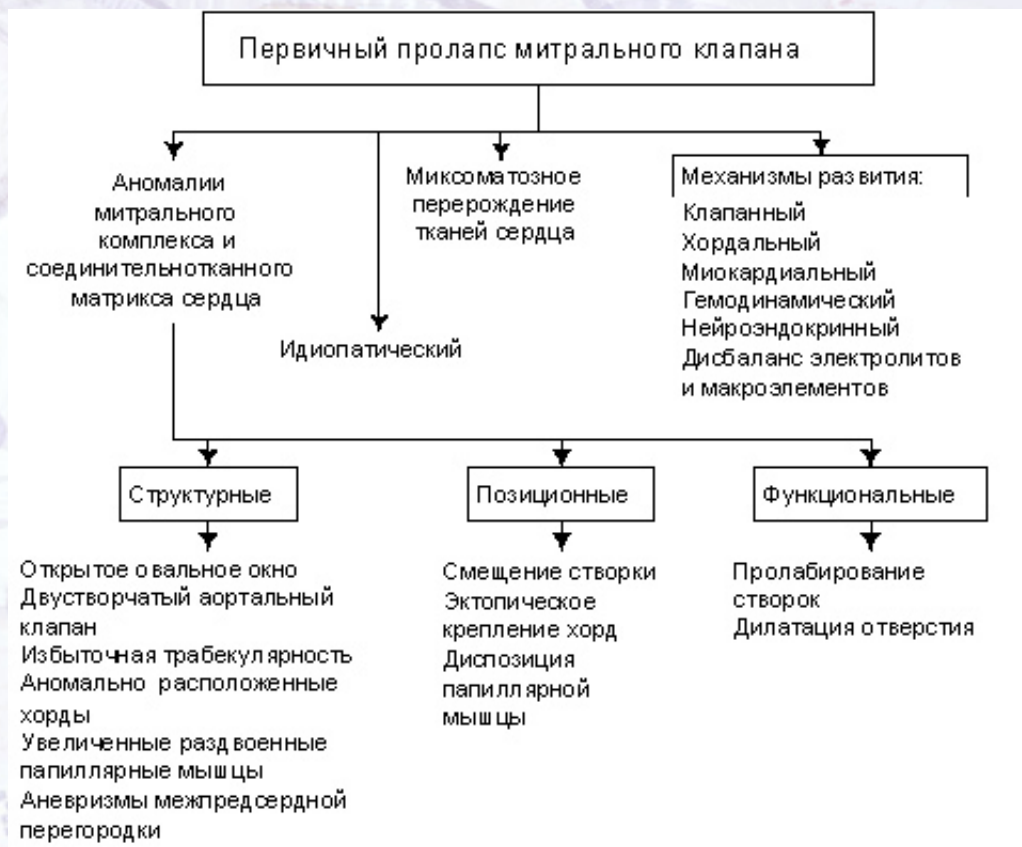 Первичный пролапс митрального клапана
Аномалии
митрального
комплекса и
соединительнотканного
матрикса сердца
Идиопатический
Миксоматозное
перерождение
тканей сердца
Механизмы развития:
Клапанный
Хордальный
Миокардиальный
Гемодинамический
Нейроэндокринный
Дисбаланс электролитов
и макроэлементов
Структурные
Открытое овальное окно
Двустворчатый аортальный
клапан
Избыточная трабекулярность
Аномально расположенные
хорды
Увеличенные раздвоенные
папиллярные мышцы
Аневризмы межпредсердной
перегородки
Позиционные
Смещение створки
Эктопическое
крепление хорд
Диспозиция
папиллярной
мышцы
Функциональные
Пролабирование
створок
Дилатация отверстия